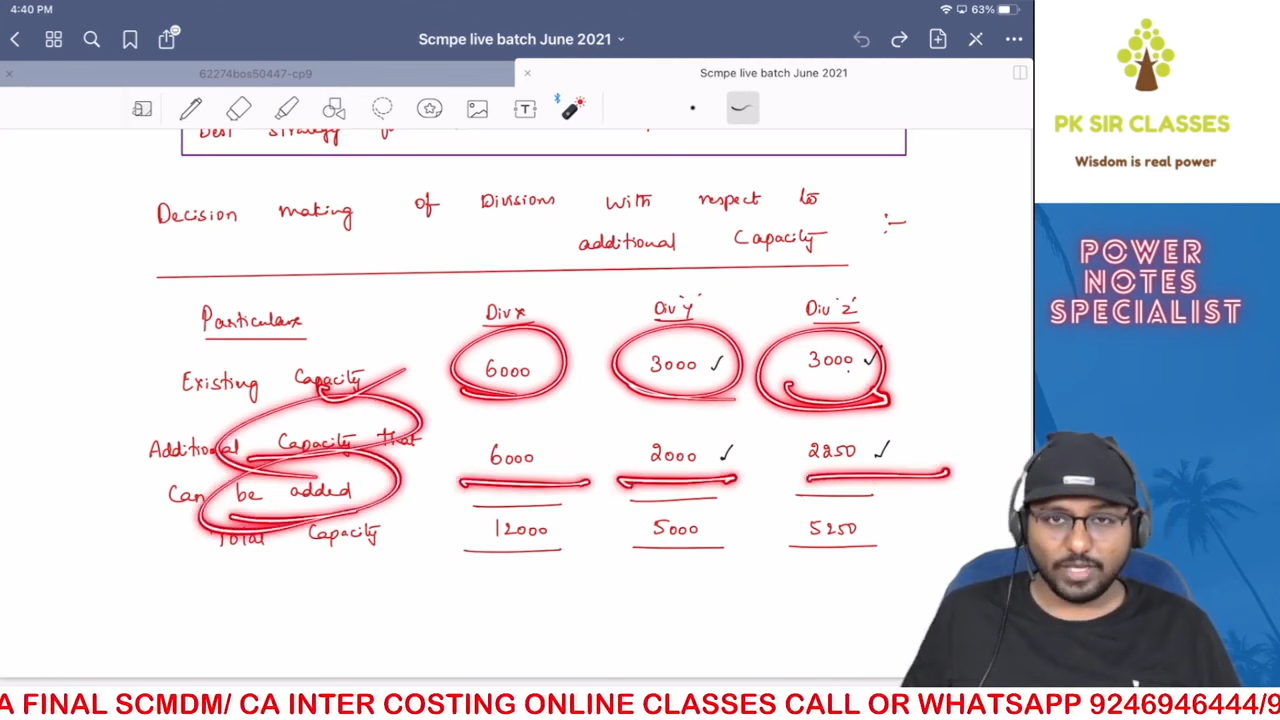 4:40 PM
63%
Scmpe live batch June 2021
62274bos50447-cp9
Scmpe live batch June 2021
T
Best strategy
Decision making of Divisions with respect to
additional Capacity :-
Particulars Div x Div 'y' Div 'z'
Existing Capacity 6000 3000 ✓ 3000 ✓
Additional Capacity that
Can be added 6000 2000 ✓ 2250 ✓
Total Capacity 12000 5000 5250
PK SIR CLASSES
Wisdom is real power
POWER
NOTES
SPECIALIST
A FINAL SCMDM/ CA INTER COSTING ONLINE CLASSES CALL OR WHATSAPP 9246946444/9